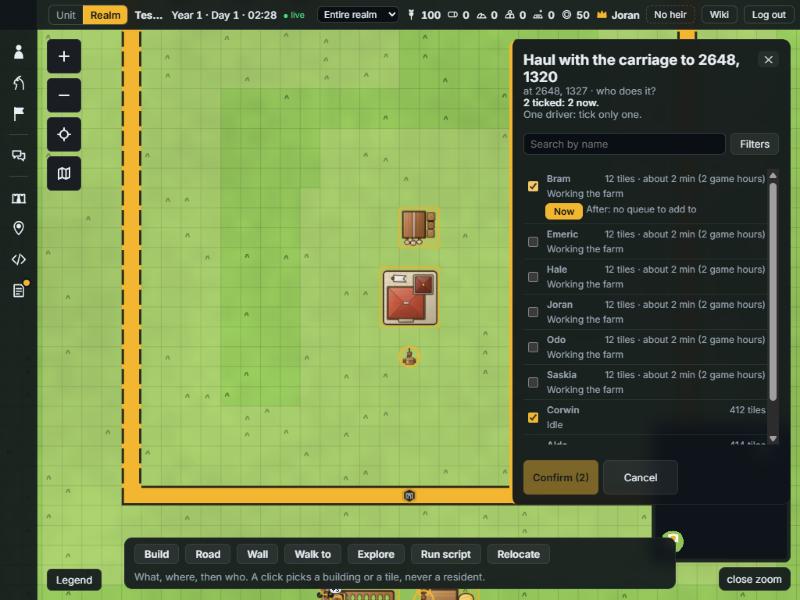 Unit Realm Tes... Year 1 · Day 1 · 02:28 live Entire realm 100 0 0 0 0 50 Joran No heir Wiki Log out
Haul with the carriage to 2648,
1320
at 2648, 1327 · who does it?
2 ticked: 2 now.
One driver: tick only one.
Search by name Filters
Bram 12 tiles · about 2 min (2 game hours)
Working the farm
Now After: no queue to add to
Emeric 12 tiles · about 2 min (2 game hours)
Working the farm
Hale 12 tiles · about 2 min (2 game hours)
Working the farm
Joran 12 tiles · about 2 min (2 game hours)
Working the farm
Odo 12 tiles · about 2 min (2 game hours)
Working the farm
Saskia 12 tiles · about 2 min (2 game hours)
Working the farm
Corwin 412 tiles
Idle
Confirm (2) Cancel
Build Road Wall Walk to Explore Run script Relocate
What, where, then who. A click picks a building or a tile, never a resident.
Legend close zoom